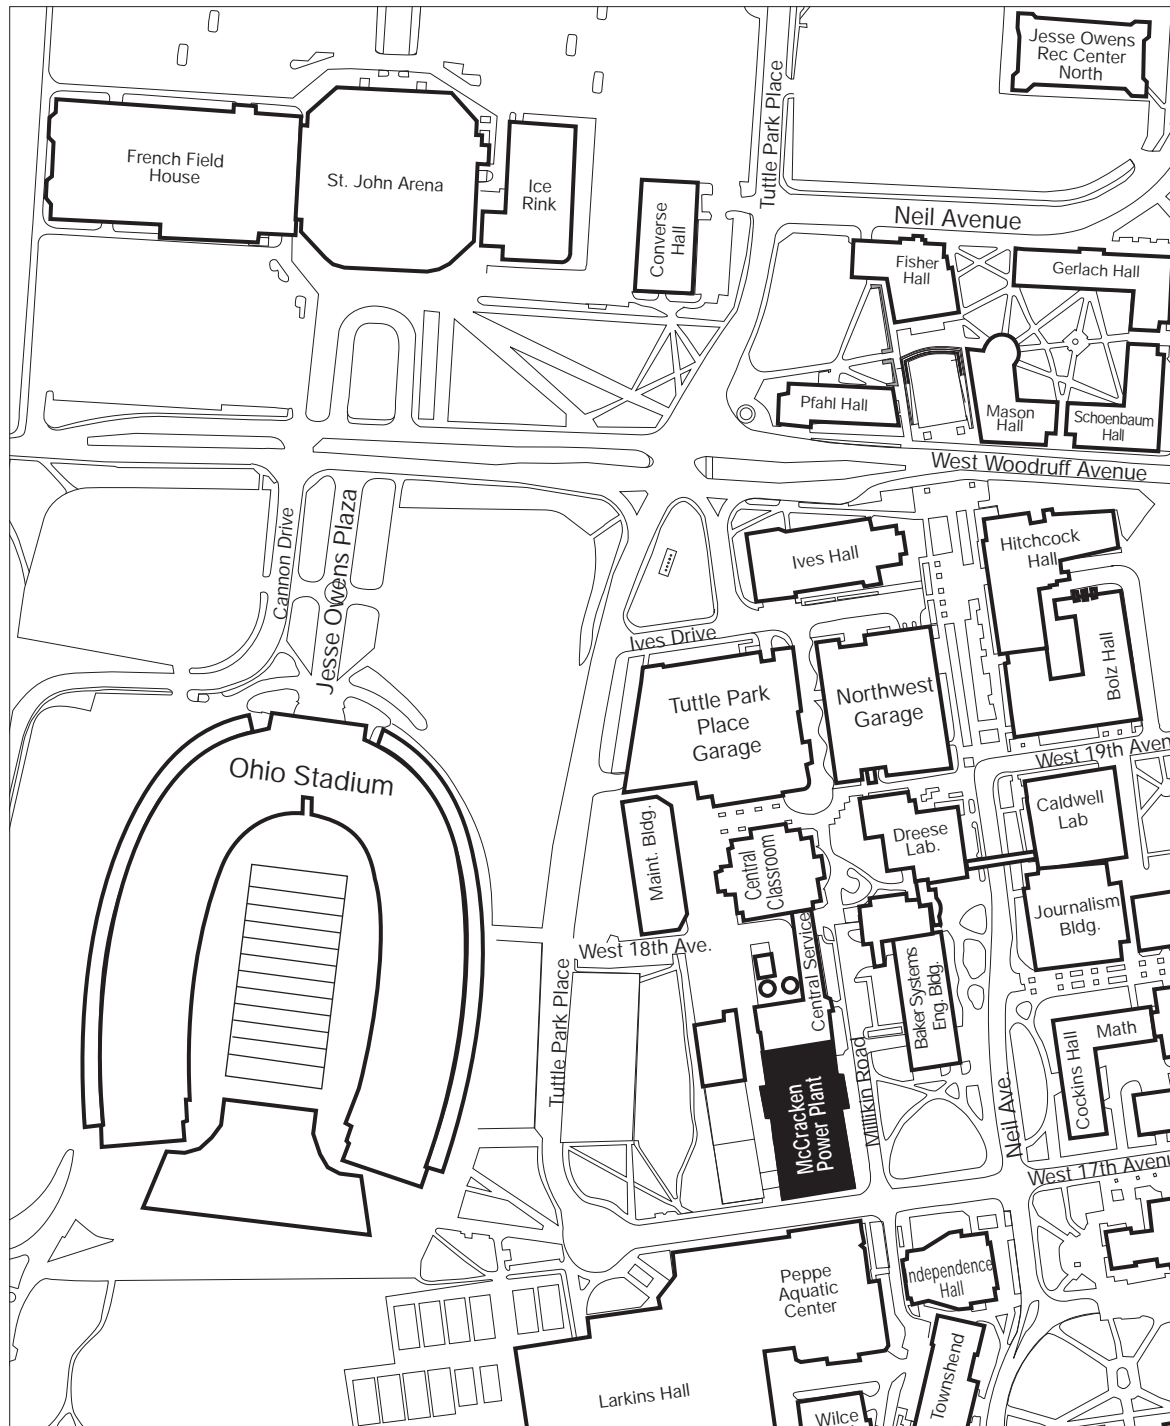 Jesse Owens
Rec Center
North
Tuttle Park Place
French Field
House
St. John Arena
Ice
Rink
Converse
Hall
Neil Avenue
Fisher
Hall
Gerlach Hall
Pfahl Hall
Mason
Hall
Schoenbaum
Hall
West Woodruff Avenue
Cannon Drive
Jesse Owens Plaza
Ives Hall
Hitchcock
Hall
Ives Drive
Bolz Hall
Tuttle Park
Place
Garage
Northwest
Garage
West 19th Aven
Ohio Stadium
Maint. Bldg.
Central
Classroom
Dreese
Lab.
Caldwell
Lab
Journalism
Bldg.
West 18th Ave.
Central Service
Baker Systems
Eng. Bldg.
Tuttle Park Place
Millikin Road
McCracken
Power Plant
Neil Ave.
Cockins Hall
Math
West 17th Avenu
Peppe
Aquatic
Center
Independence
Hall
Larkins Hall
Wilce
Townshend